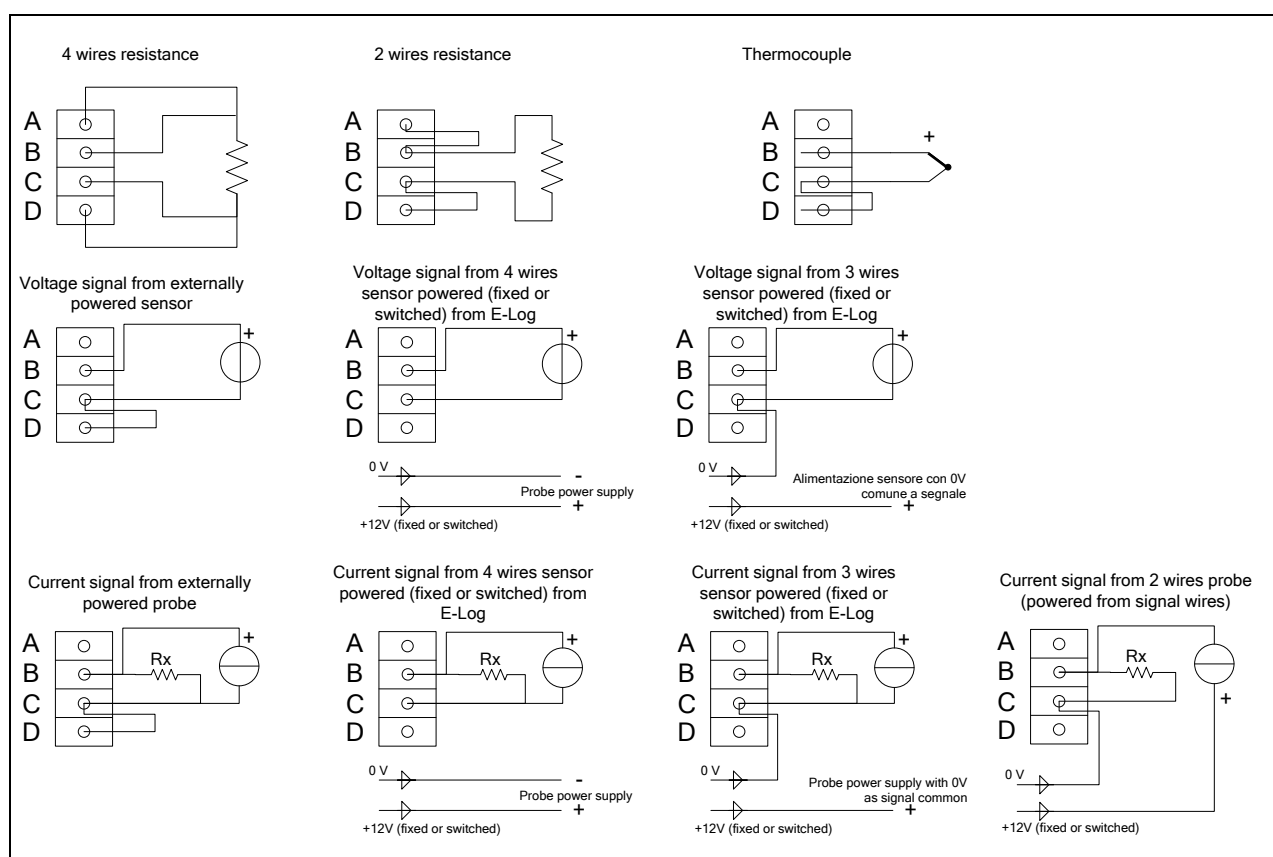 4 wires resistance
A
B
C
D
2 wires resistance
A
B
C
D
Thermocouple
A
B
C
D
+
Voltage signal from externally
powered sensor
A
B
C
D
+
Voltage signal from 4 wires
sensor powered (fixed or
switched) from E-Log
A
B
C
D
+
0 V
-
Probe power supply
+
+12V (fixed or switched)
Voltage signal from 3 wires
sensor powered (fixed or
switched) from E-Log
A
B
C
D
+
0 V
Alimentazione sensore con 0V
comune a segnale
+
+12V (fixed or switched)
Current signal from externally
powered probe
A
B
C
D
Rx
+
Current signal from 4 wires sensor
powered (fixed or switched) from
E-Log
A
B
C
D
Rx
+
0 V
-
Probe power supply
+
+12V (fixed or switched)
Current signal from 3 wires
sensor powered (fixed or
switched) from E-Log
A
B
C
D
Rx
+
0 V
Probe power supply with 0V
as signal common
+
+12V (fixed or switched)
Current signal from 2 wires probe
(powered from signal wires)
A
B
C
D
Rx
+
0 V
+12V (fixed or switched)